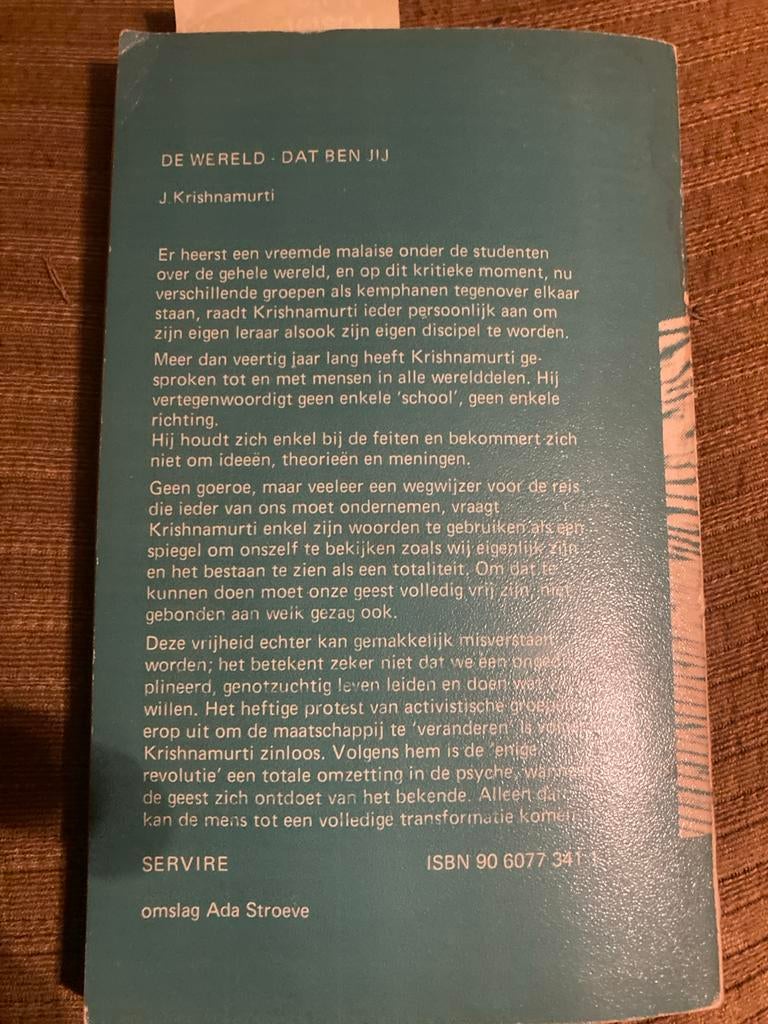 DE WERELD - DAT BEN JIJ
J. Krishnamurti
Er heerst een vreemde malaise onder de studenten
over de gehele wereld, en op dit kritieke moment, nu
verschillende groepen als kemphanen tegenover elkaar
staan, raadt Krishnamurti ieder persoonlijk aan om
zijn eigen leraar alsook zijn eigen discipel te worden.
Meer dan veertig jaar lang heeft Krishnamurti ge-
sproken tot en met mensen in alle werelddelen. Hij
vertegenwoordigt geen enkele 'school', geen enkele
richting.
Hij houdt zich enkel bij de feiten en bekommert zich
niet om ideeën, theorieën en meningen.
Geen goeroe, maar veeleer een wegwijzer voor de reis
die ieder van ons moet ondernemen, vraagt
Krishnamurti enkel zijn woorden te gebruiken als een
spiegel om onszelf te bekijken zoals wij eigenlijk zijn
en het bestaan te zien als een totaliteit. Om dat te
kunnen doen moet onze geest volledig vrij zijn, niet
gebonden aan welk gezag ook.
Deze vrijheid echter kan gemakkelijk misverstaan
worden; het betekent zeker niet dat we een
plineerd, genotzuchtig leven leiden en doen wat
willen. Het heftige protest van activistische
erop uit om de maatschappij te 'veranderen' is
Krishnamurti zinloos. Volgens hem is de 'enige
revolutie' een totale omzetting in de psyche,
de geest zich ontdoet van het bekende. Alleen
kan de mens tot een volledige transformatie komen
SERVIRE ISBN 90 6077 341 1
omslag Ada Stroeve